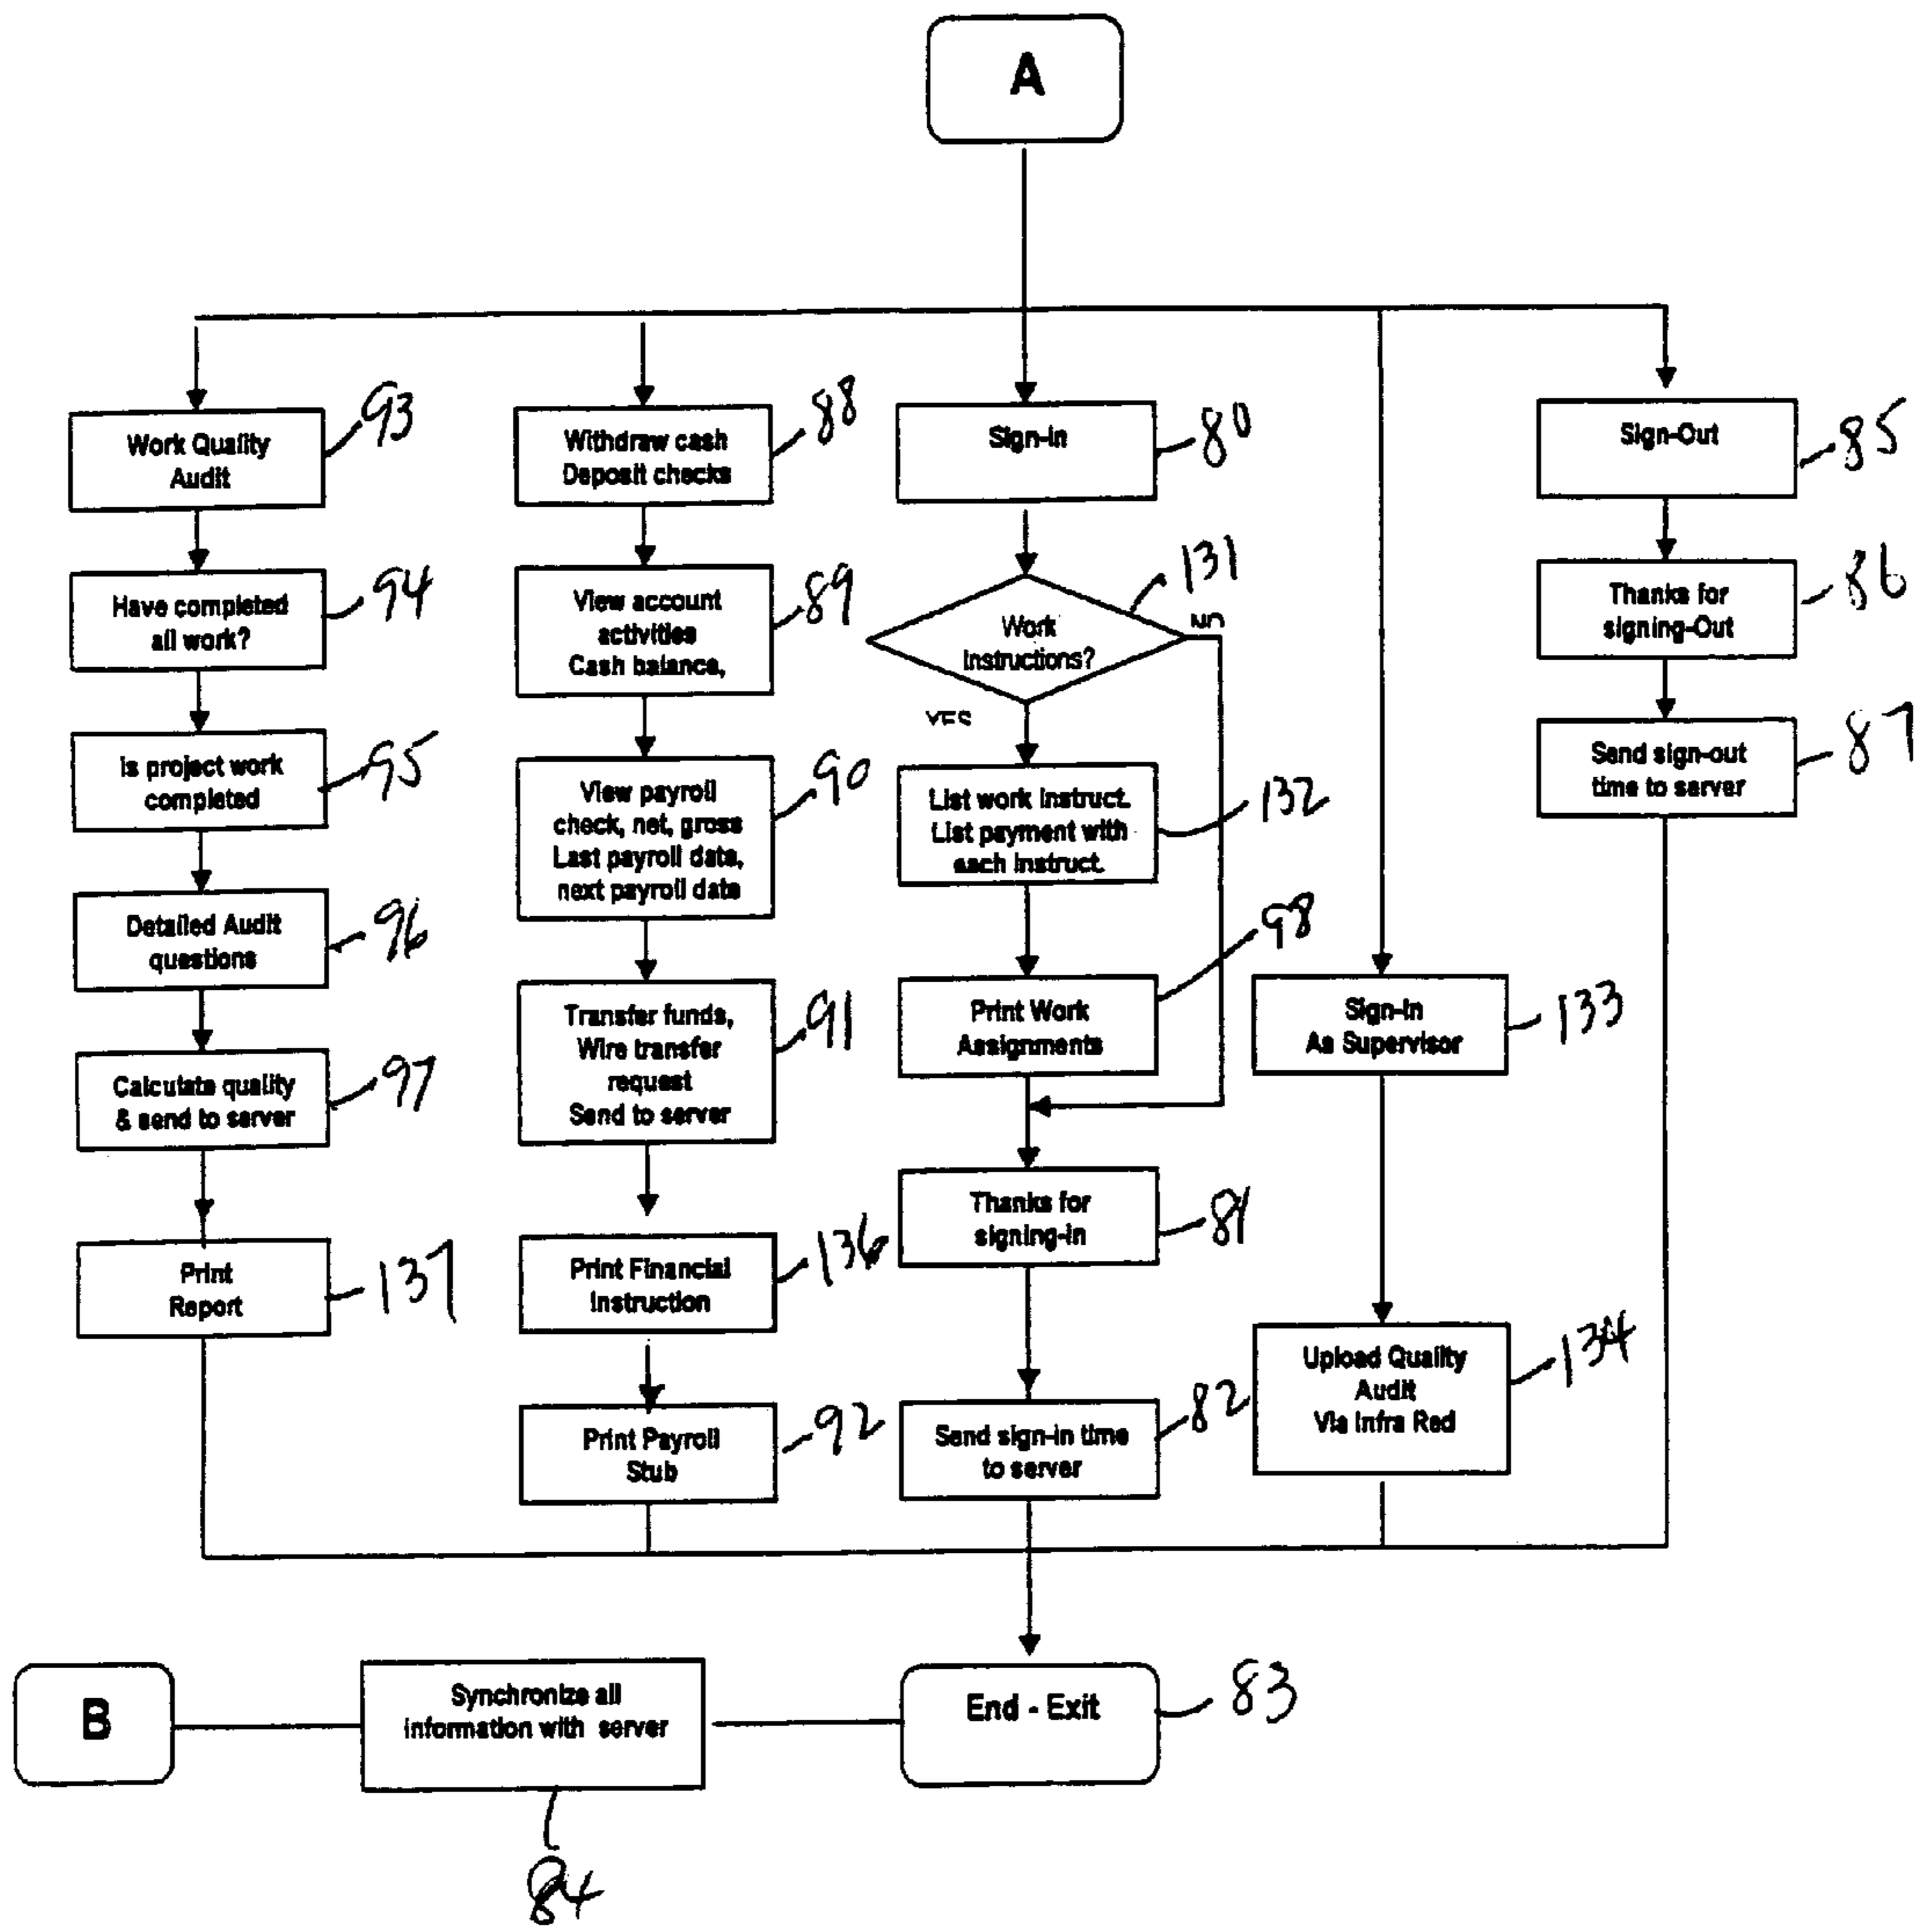 A
Work Quality
Audit
93
Have completed
all work?
94
Is project work
completed
95
Detailed Audit
questions
96
Calculate quality
& send to server
97
Print
Report
137
Withdraw cash
Deposit checks
88
View account
activities
Cash balance,
89
View payroll
check, net, gross
Last payroll date,
next payroll date
90
Transfer funds,
Wire transfer
request
Send to server
91
Print Financial
Instruction
136
Print Payroll
Stub
92
Sign-In
80
Work
Instructions?
131
NO
YES
List work Instruct.
List payment with
each Instruct.
132
Print Work
Assignments
98
Thanks for
signing-in
81
Send sign-in time
to server
82
Sign-In
As Supervisor
133
Upload Quality
Audit
Via Infra Red
134
Sign-Out
85
Thanks for
signing-Out
86
Send sign-out
time to server
87
B
Synchronize all
information with server
84
End - Exit
83